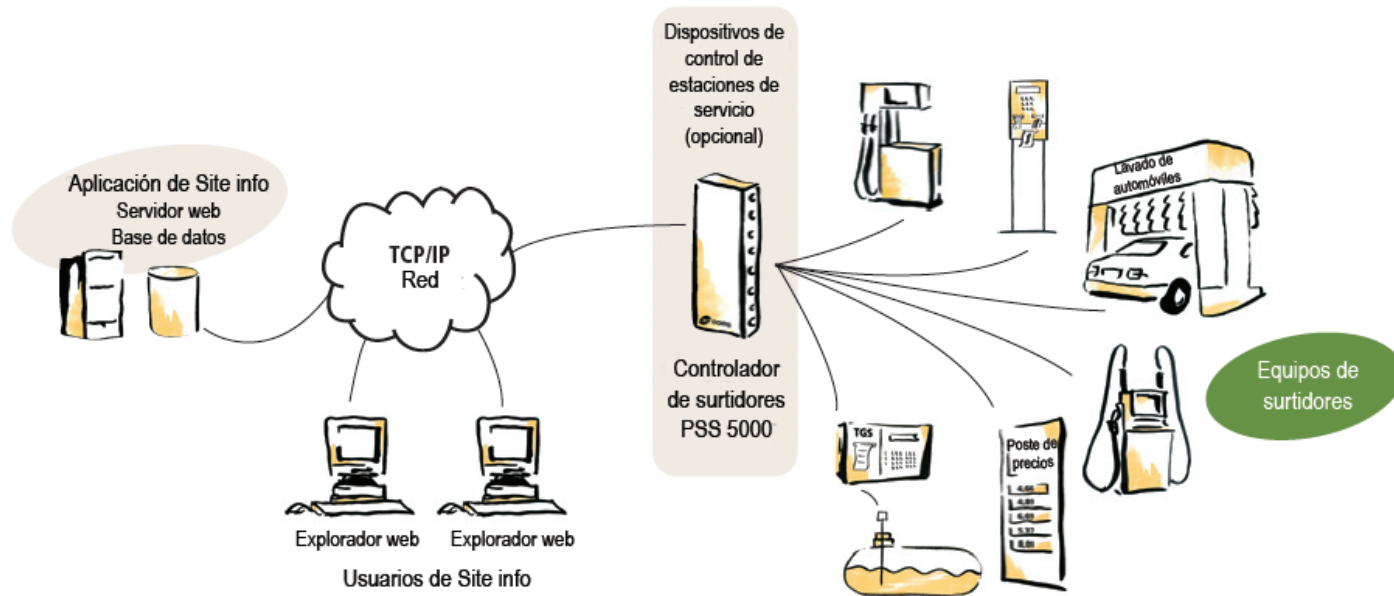 Dispositivos de
control de
estaciones de
servicio
(opcional)
Aplicación de Site info
Servidor web
Base de datos
TCP/IP
Red
Controlador
de surtidores
PSS 5000
Explorador web
Explorador web
Usuarios de Site info
Lavado de
automóviles
Equipos de
surtidores
TGS
Poste de
precios